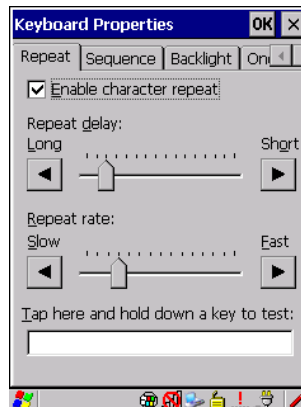 Keyboard Properties OK ×
Repeat Sequence Backlight
Enable character repeat
Repeat delay:
Long Short
Repeat rate:
Slow Fast
Tap here and hold down a key to test: